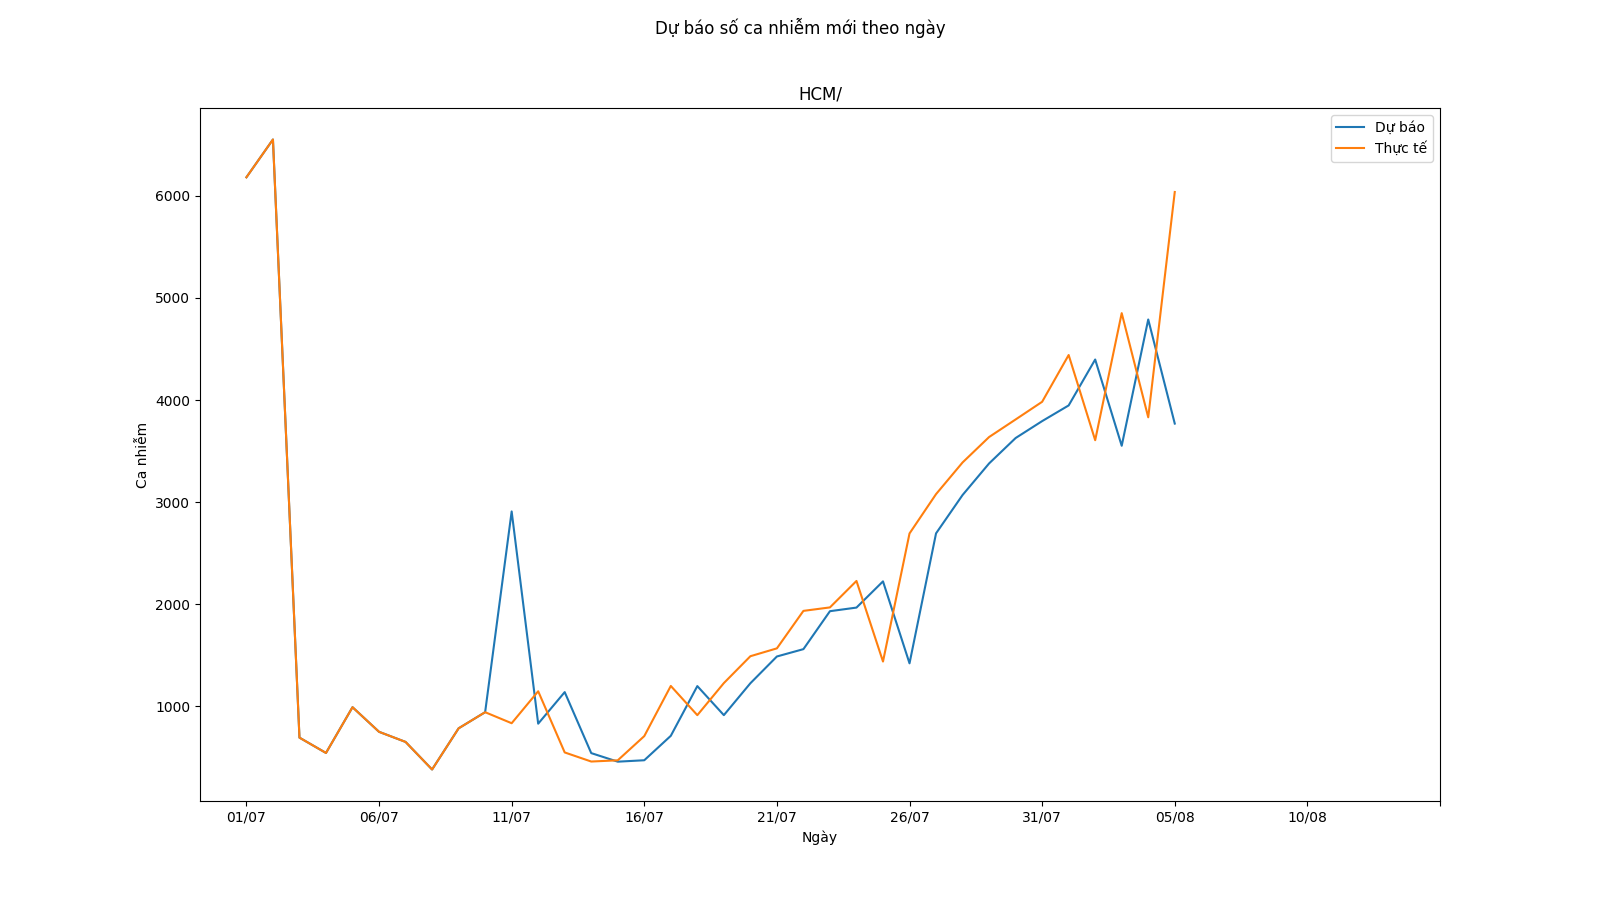 Dự báo số ca nhiễm mới theo ngày
HCM/
Dự báo
Thực tế
6000
5000
4000
3000
2000
1000
Ca nhiễm
01/07 06/07 11/07 16/07 21/07 26/07 31/07 05/08 10/08
Ngày